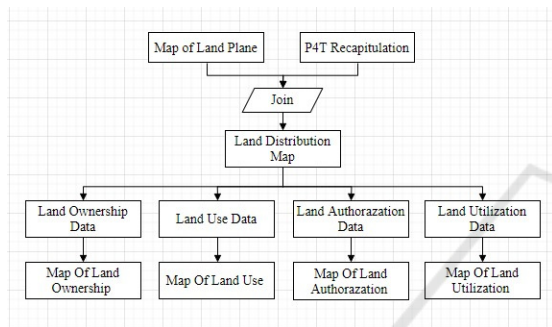 Map of Land Plane
P4T Recapitulation
Join
Land Distribution
Map
Land Ownership
Data
Land Use Data
Land Authorazation
Data
Land Utilization
Data
Map Of Land
Ownership
Map Of Land Use
Map Of Land
Authorazation
Map Of Land
Utilization